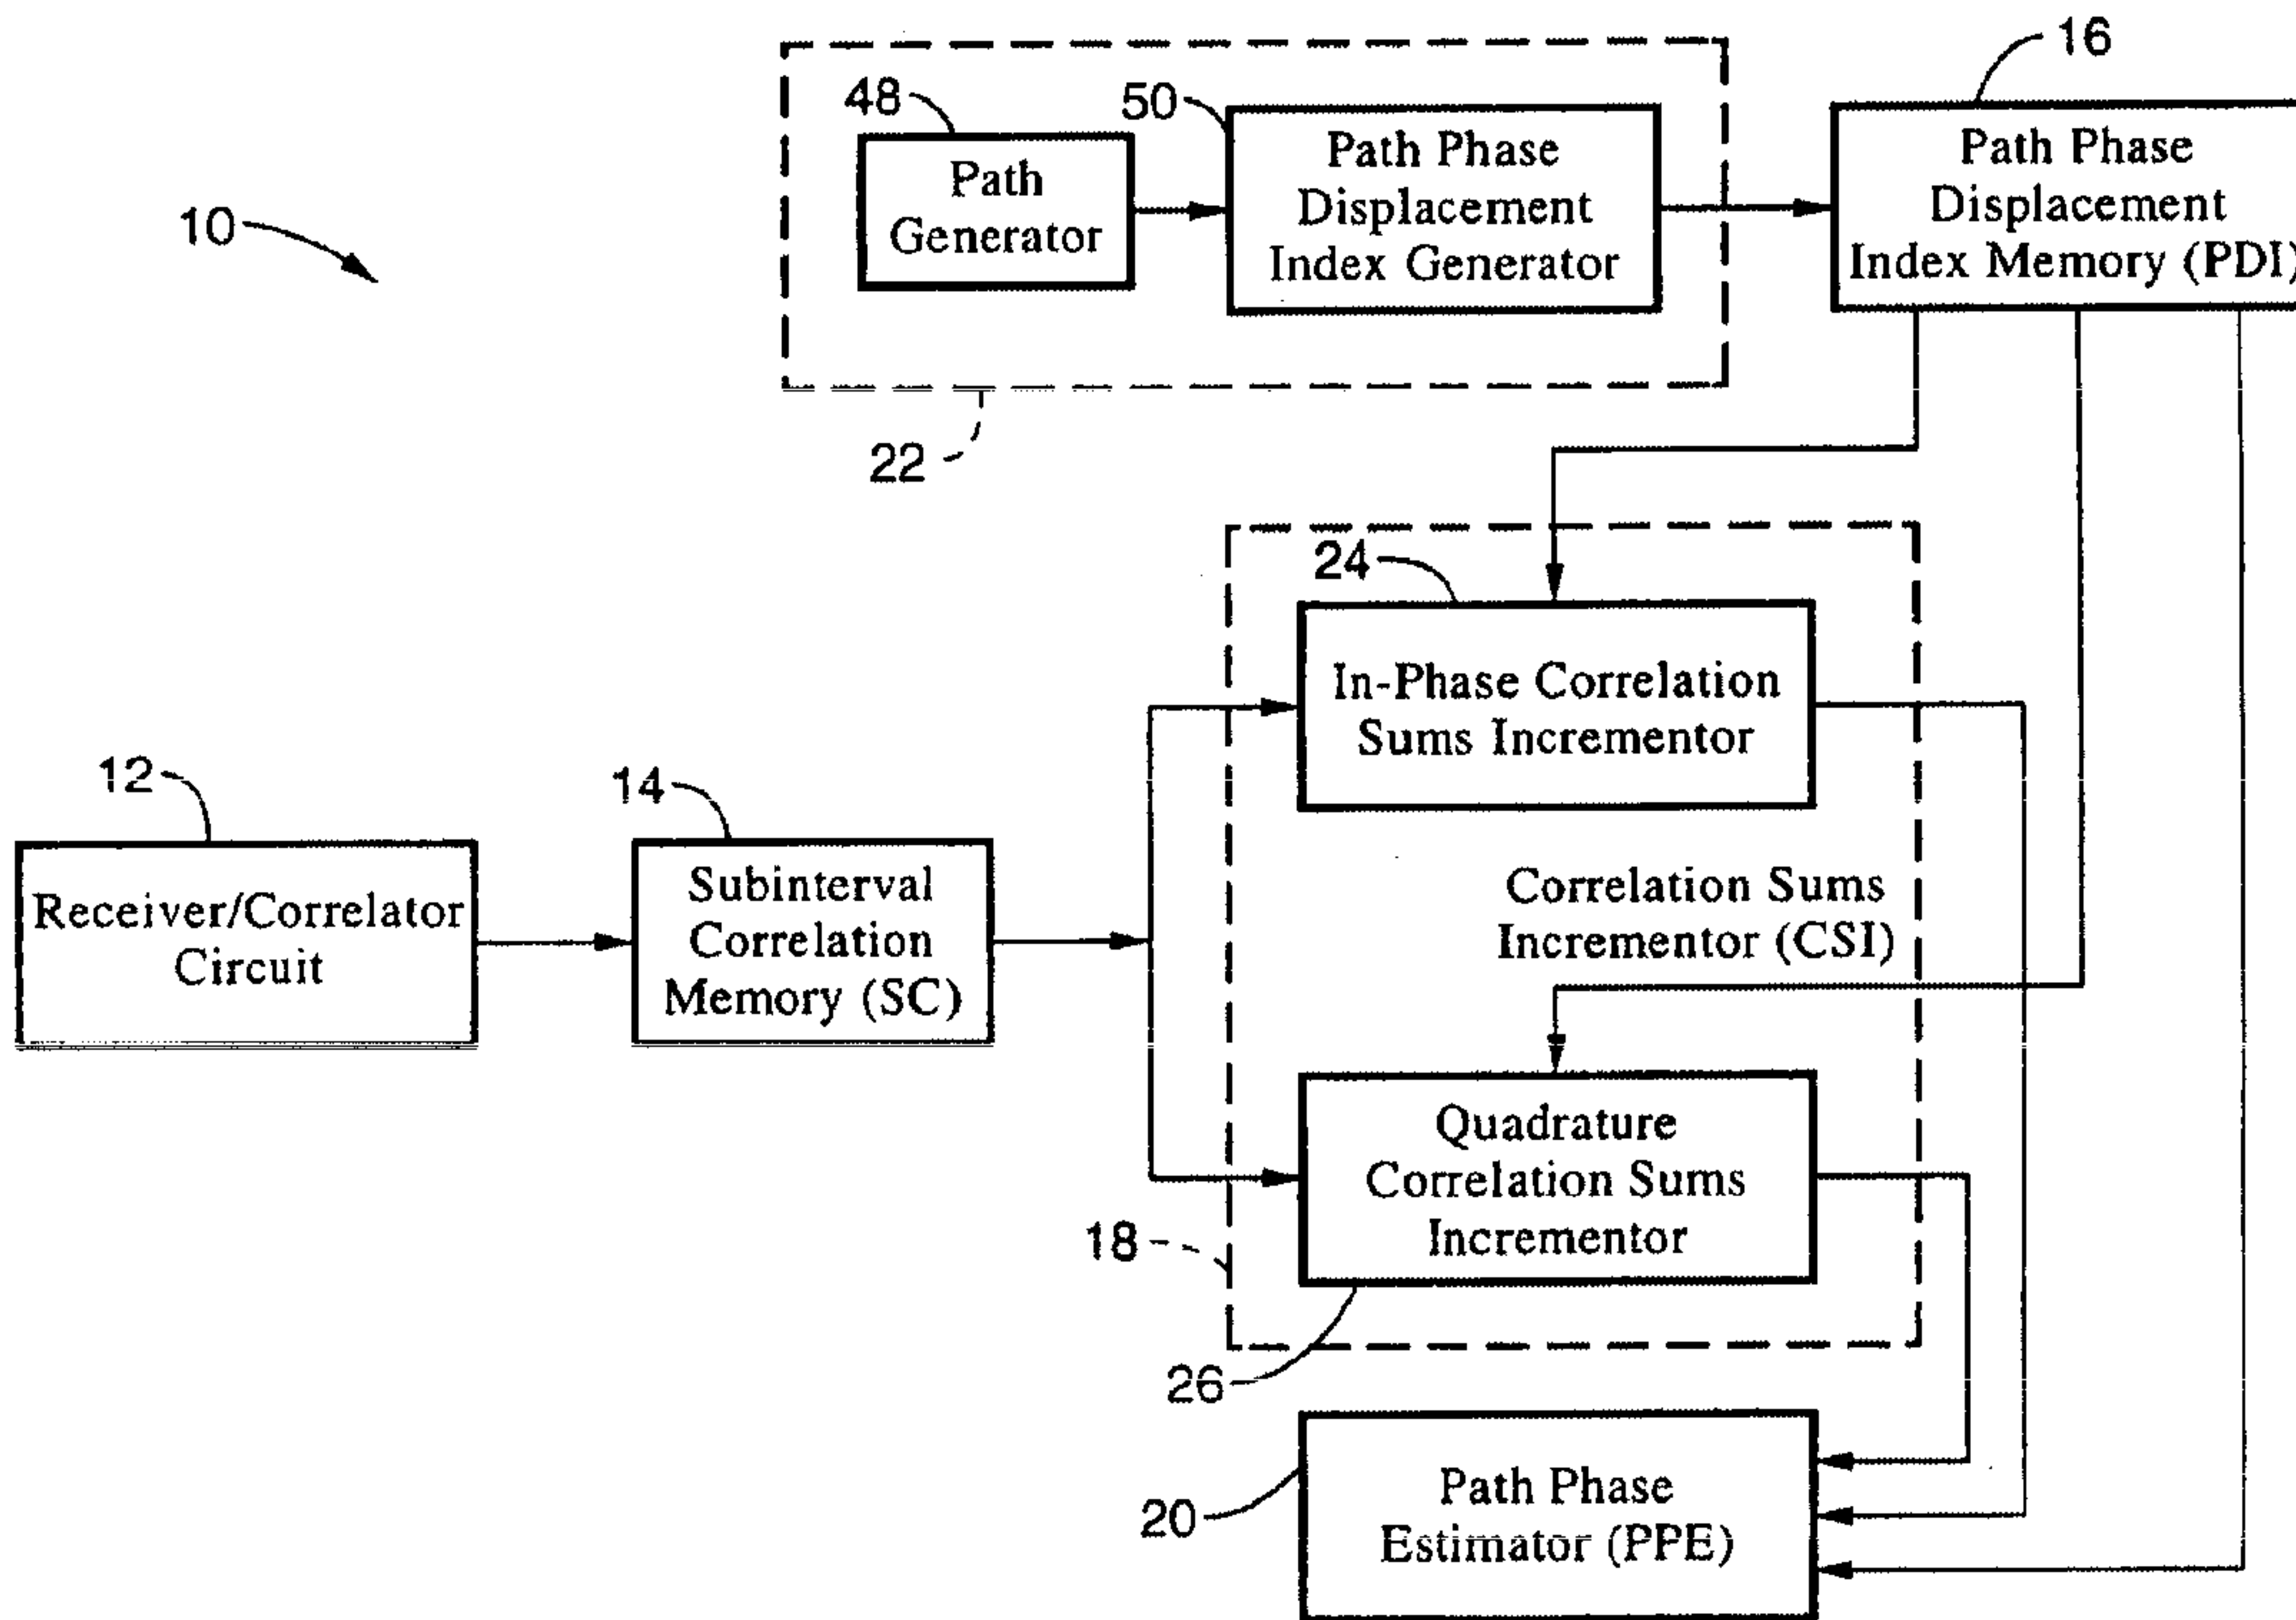 16
48
50
Path
Generator
Path Phase
Displacement
Index Generator
Path Phase
Displacement
Index Memory (PDI)
10
22
24
In-Phase Correlation
Sums Incrementor
12
14
Receiver/Correlator
Circuit
Subinterval
Correlation
Memory (SC)
Correlation Sums
Incrementor (CSI)
Quadrature
Correlation Sums
Incrementor
18
26
20
Path Phase
Estimator (PPE)